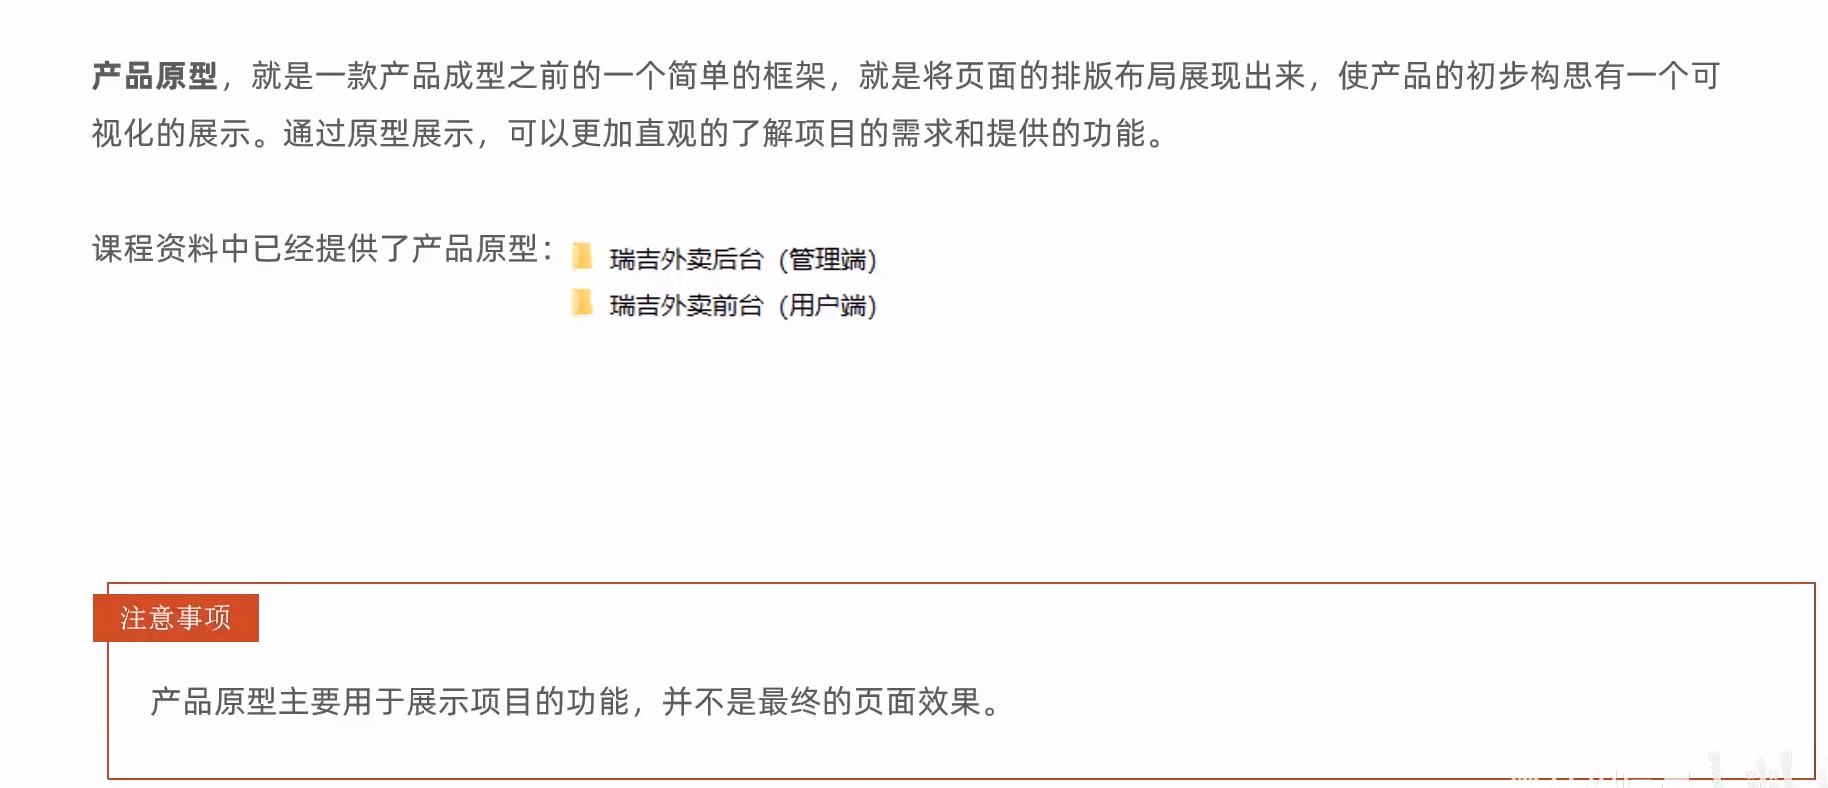 产品原型，就是一款产品成型之前的一个简单的框架，就是将页面的排版布局展现出来，使产品的初步构思有一个可
视化的展示。通过原型展示，可以更加直观的了解项目的需求和提供的功能。
课程资料中已经提供了产品原型：
瑞吉外卖后台（管理端）
瑞吉外卖前台（用户端）
注意事项
产品原型主要用于展示项目的功能，并不是最终的页面效果。